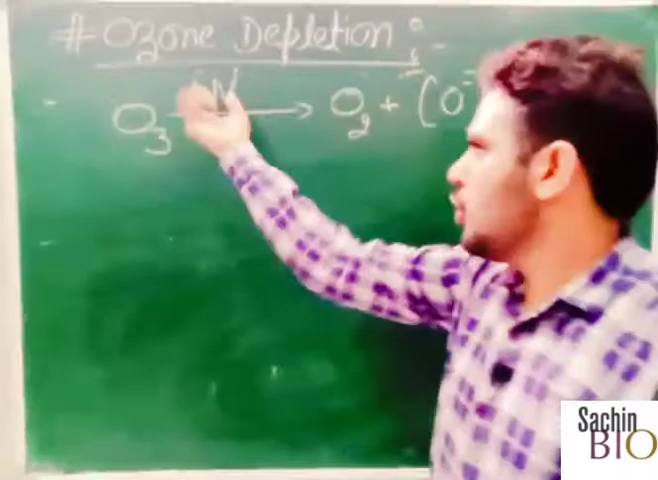 # Ozone Depletion :-
O3 → O2 + (O
Sachin
BIO